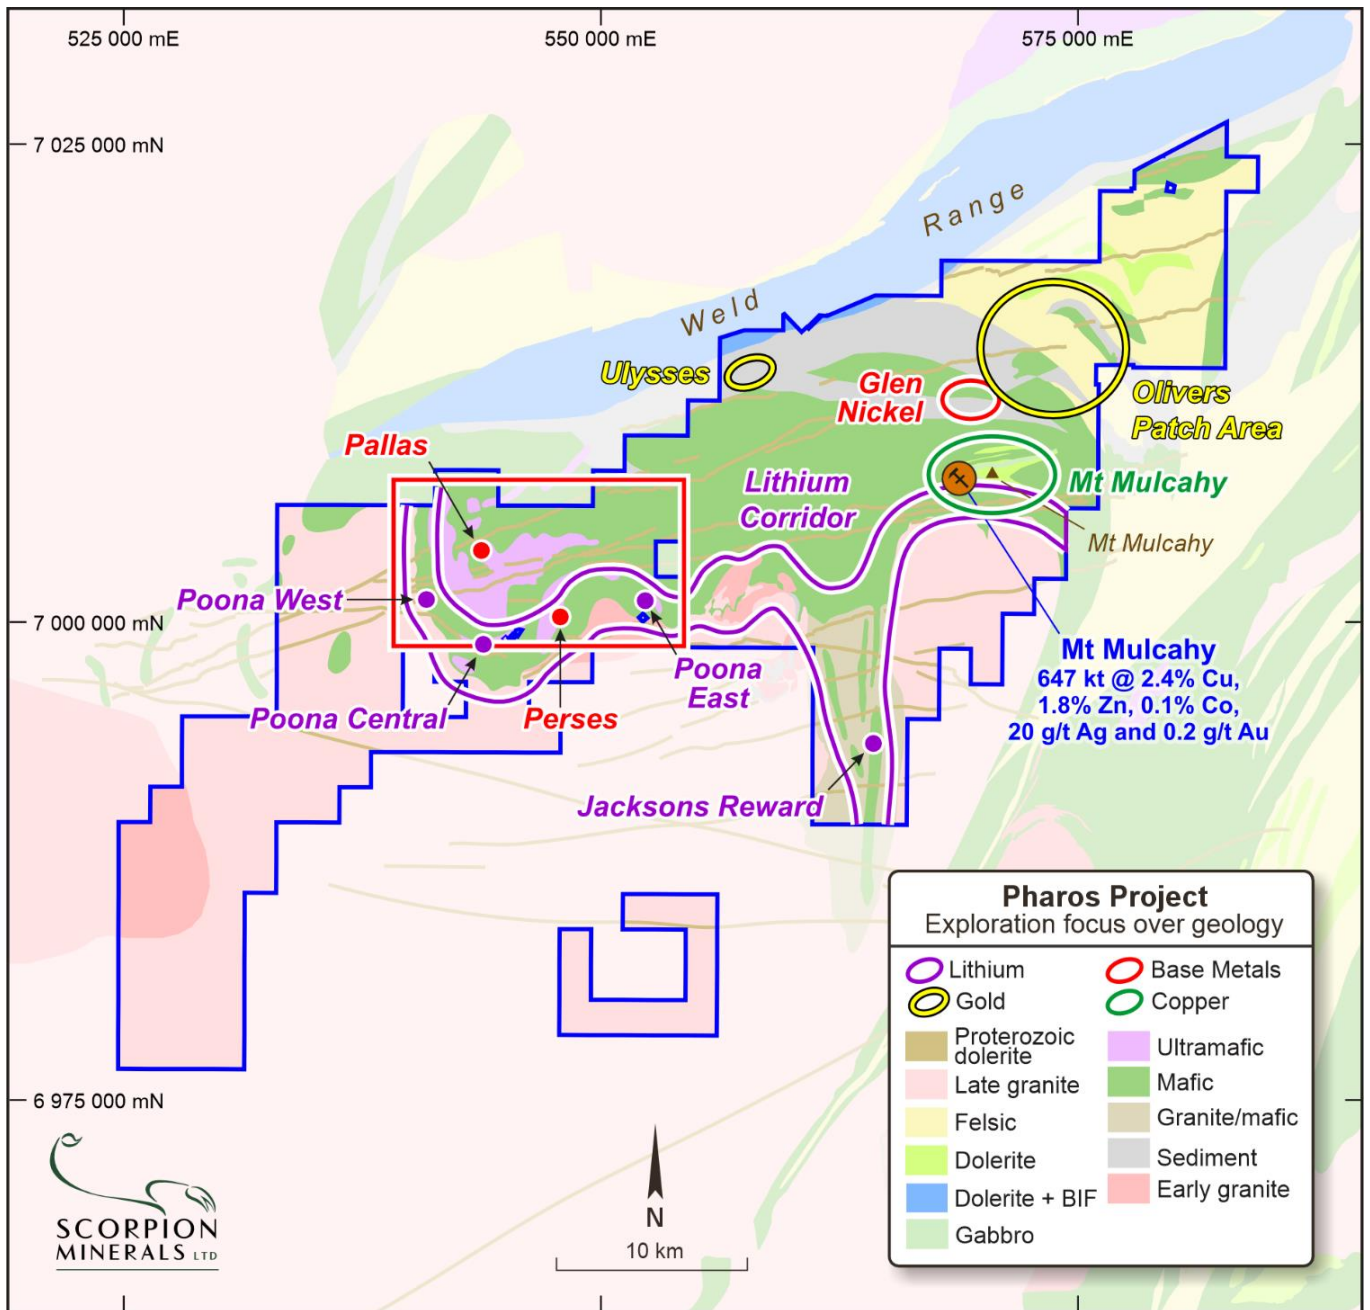 525 000 mE
550 000 mE
575 000 mE
7 025 000 mN
Weld Range
Ulysses
Glen
Nickel
Olivers
Patch Area
Pallas
Lithium
Corridor
Mt Mulcahy
Mt Mulcahy
Poona West
7 000 000 mN
Poona
East
Mt Mulcahy
647 kt @ 2.4% Cu,
1.8% Zn, 0.1% Co,
20 g/t Ag and 0.2 g/t Au
Poona Central
Perses
Jacksons Reward
6 975 000 mN
Pharos Project
Exploration focus over geology
Lithium
Base Metals
Gold
Copper
Proterozoic
dolerite
Ultramafic
Late granite
Mafic
Felsic
Granite/mafic
Dolerite
Sediment
Dolerite + BIF
Early granite
Gabbro
N
10 km
SCORPION
MINERALS LTD